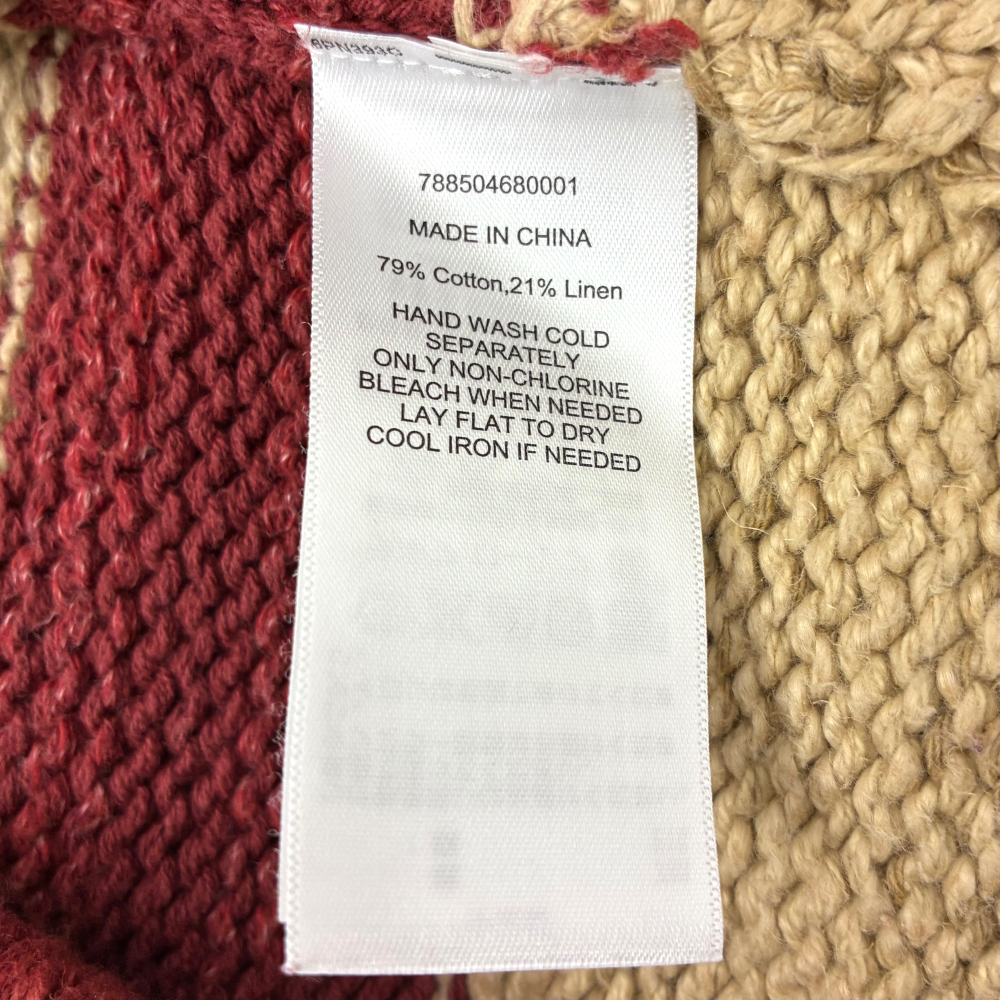 788504680001
MADE IN CHINA
79% Cotton,21% Linen
HAND WASH COLD
SEPARATELY
ONLY NON-CHLORINE
BLEACH WHEN NEEDED
LAY FLAT TO DRY
COOL IRON IF NEEDED